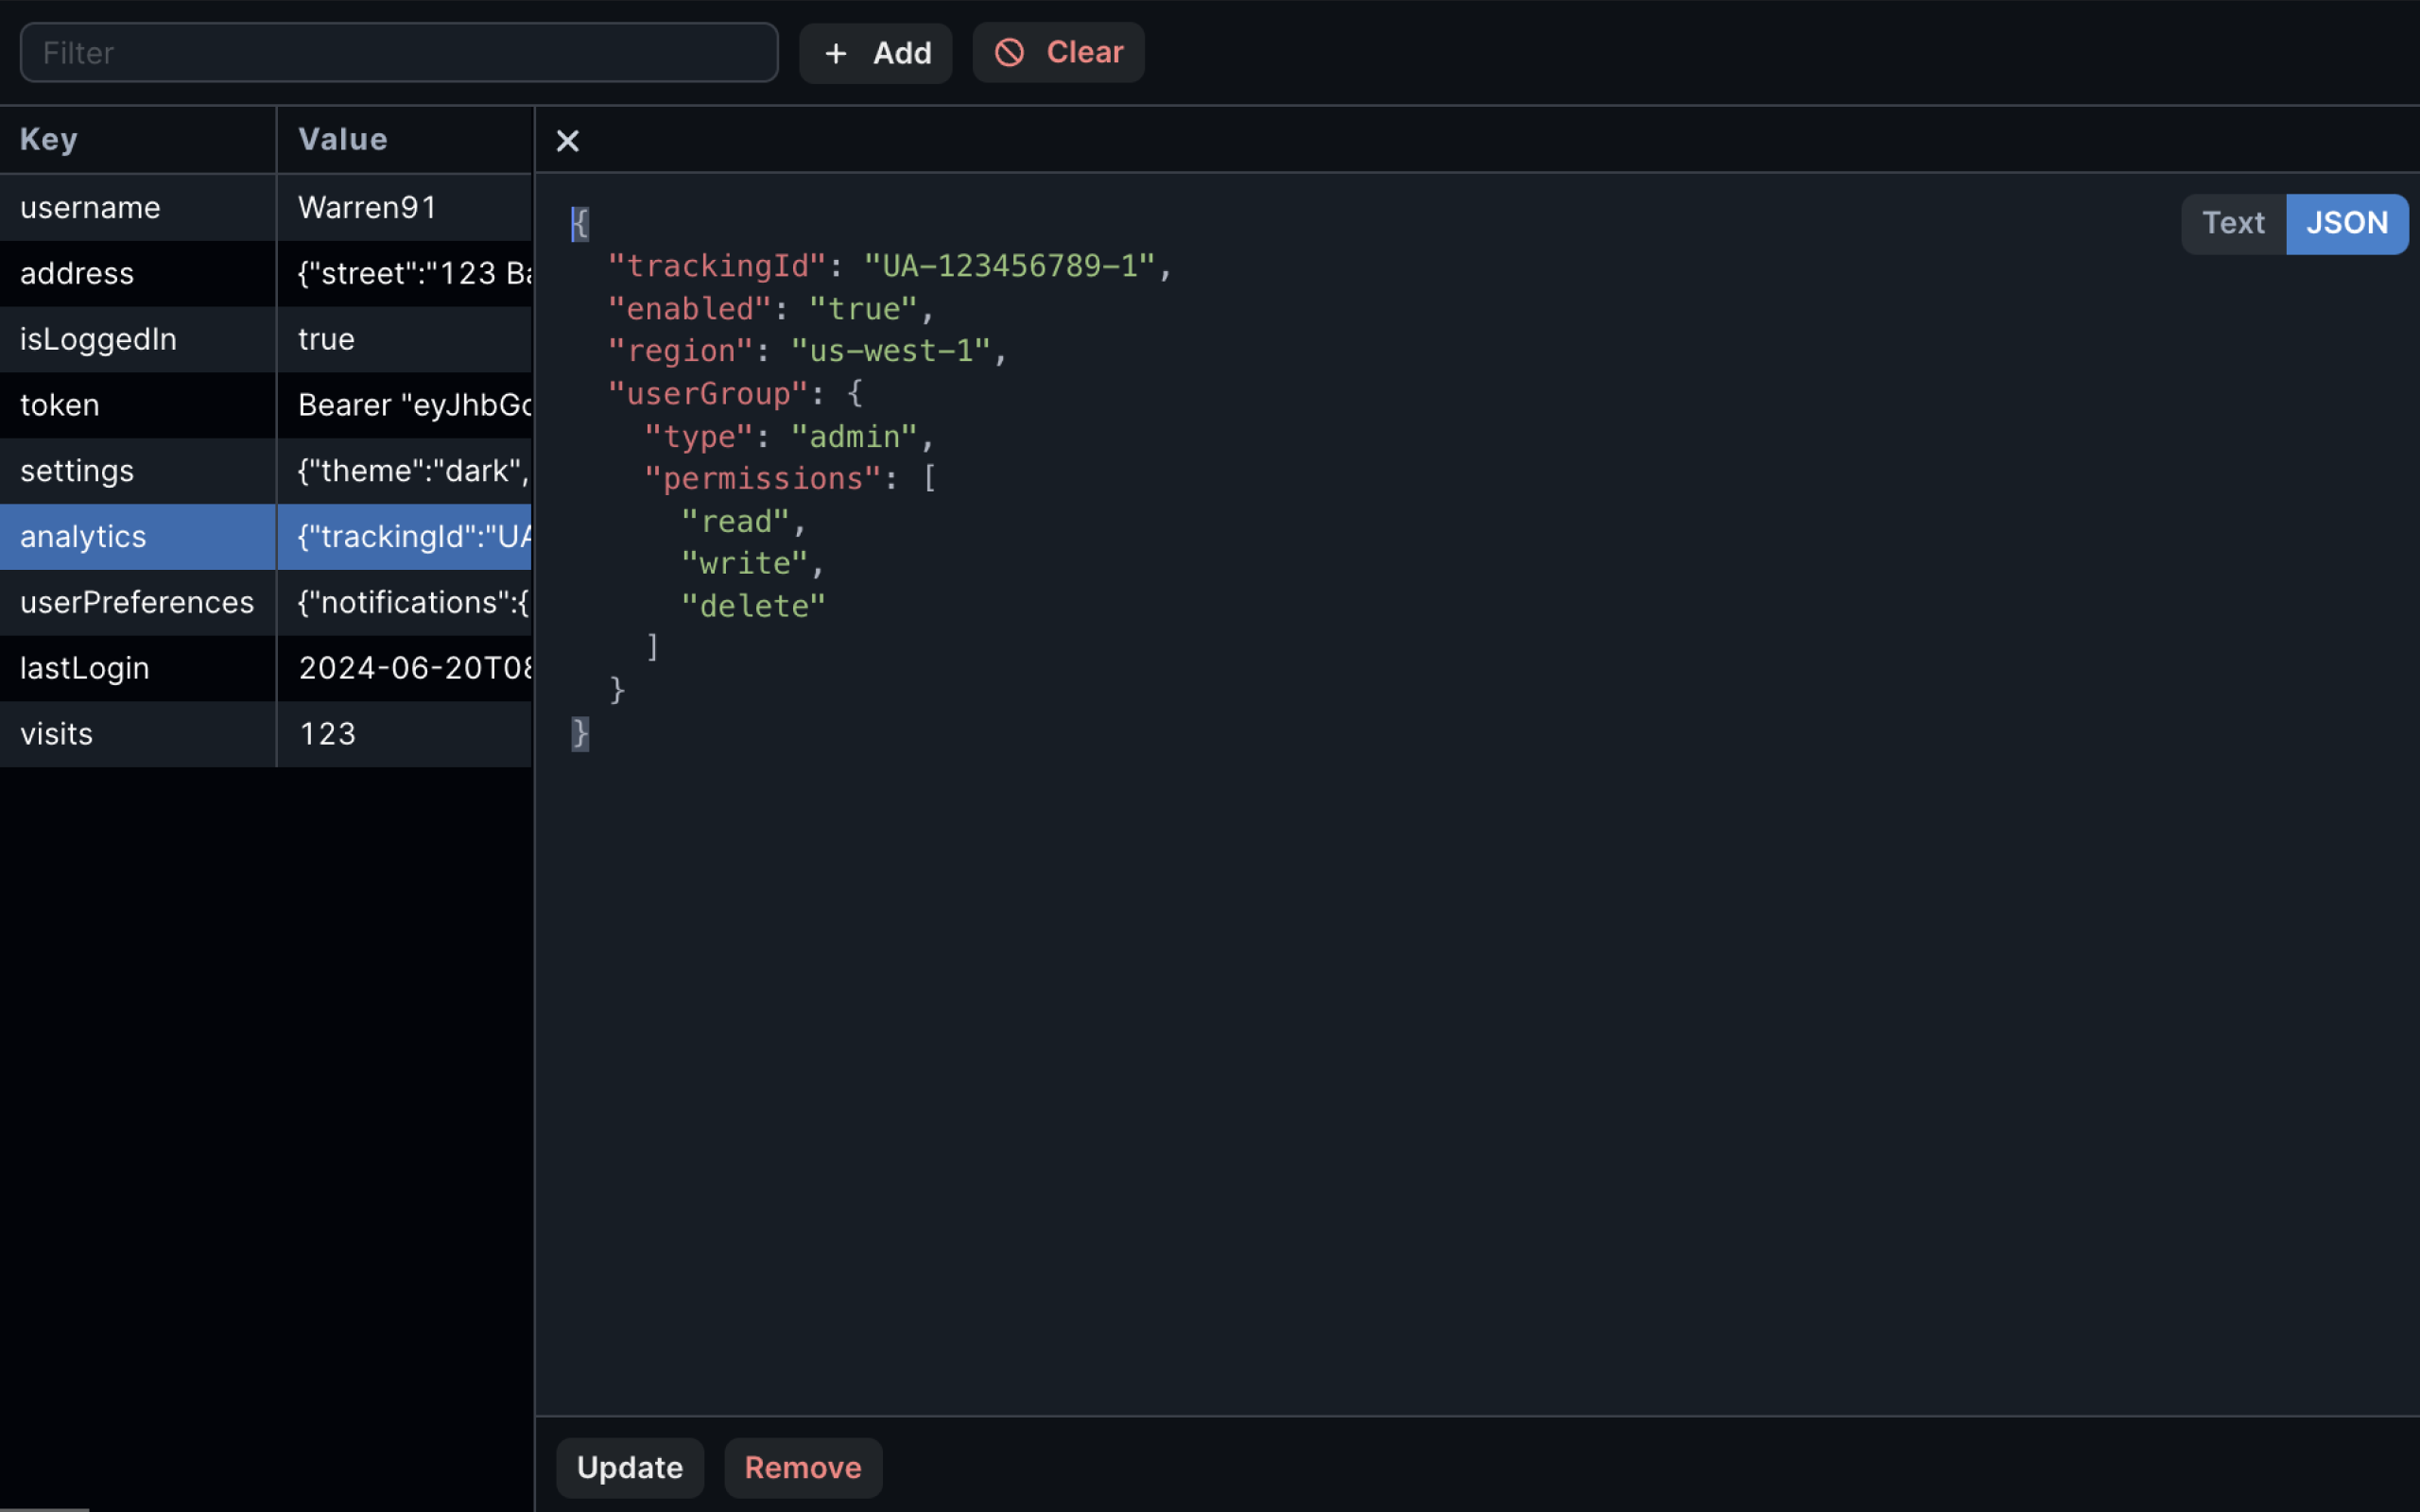 Filter
+ Add
Clear
Key Value
username Warren91
address {"street":"123 Ba
isLoggedIn true
token Bearer "eyJhbGc
settings {"theme":"dark",
analytics {"trackingId":"UA
userPreferences {"notifications":{
lastLogin 2024-06-20T08
visits 123
Text JSON
{
  "trackingId": "UA-123456789-1",
  "enabled": "true",
  "region": "us-west-1",
  "userGroup": {
    "type": "admin",
    "permissions": [
      "read",
      "write",
      "delete"
    ]
  }
}
Update Remove